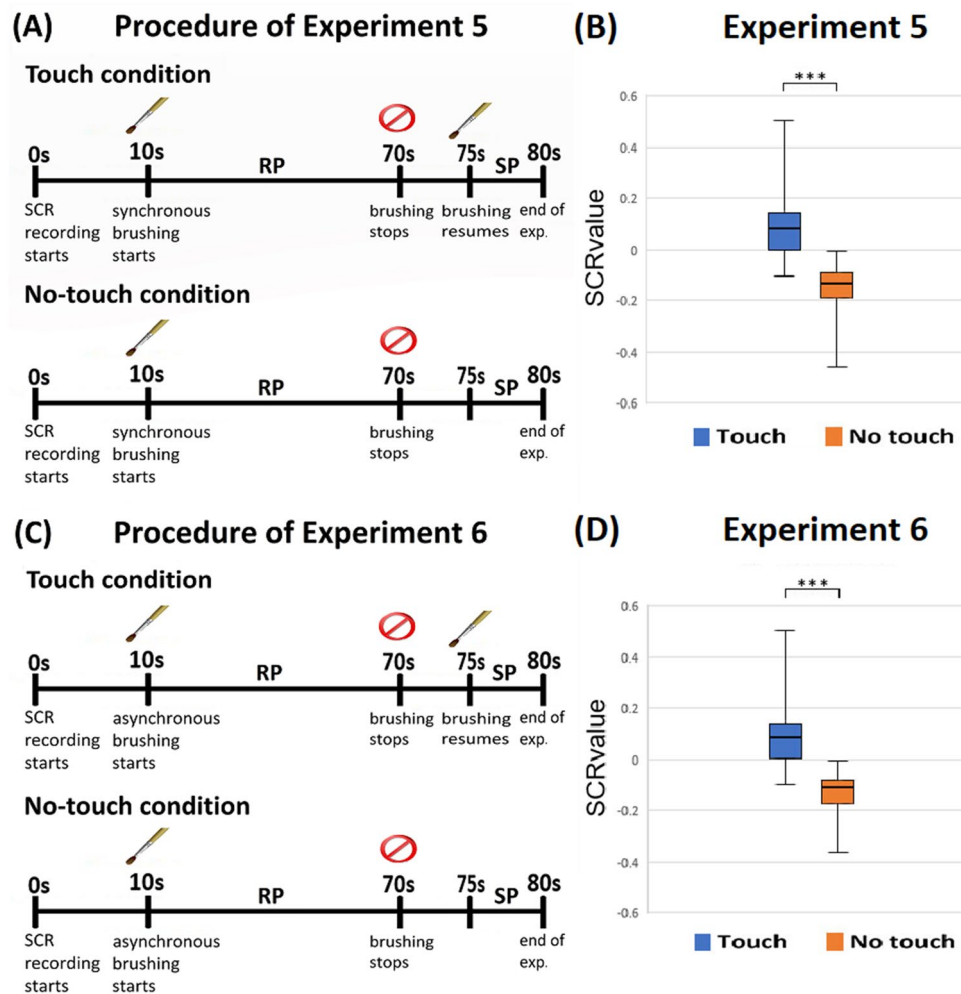 (A) Procedure of Experiment 5
Touch condition
0s 10s RP 70s 75s SP 80s
SCR recording starts
synchronous brushing starts
brushing stops
brushing resumes
end of exp.
No-touch condition
0s 10s RP 70s 75s SP 80s
SCR recording starts
synchronous brushing starts
brushing stops
end of exp.
(B) Experiment 5
***
SCRvalue
0.6
0.4
0.2
0
-0.2
-0.4
-0.6
Touch No touch
(C) Procedure of Experiment 6
Touch condition
0s 10s RP 70s 75s SP 80s
SCR recording starts
asynchronous brushing starts
brushing stops
brushing resumes
end of exp.
No-touch condition
0s 10s RP 70s 75s SP 80s
SCR recording starts
asynchronous brushing starts
brushing stops
end of exp.
(D) Experiment 6
***
SCRvalue
0.6
0.4
0.2
0
-0.2
-0.4
-0.6
Touch No touch